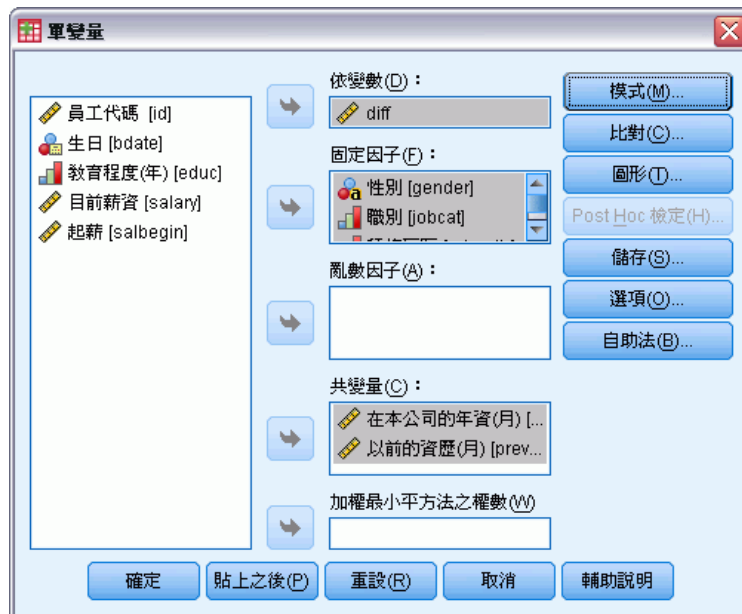 單變量
員工代碼 [id]
生日 [bdate]
教育程度(年) [educ]
目前薪資 [salary]
起薪 [salbegin]
依變數(D)：
diff
固定因子(F)：
性別 [gender]
職別 [jobcat]
亂數因子(A)：
共變量(C)：
在本公司的年資(月) [...
以前的資歷(月) [prev...
加權最小平方法之權數(W)
模式(M)...
比對(C)...
圖形(T)...
Post Hoc 檢定(H)...
儲存(S)...
選項(O)...
自助法(B)...
確定
貼上之後(P)
重設(R)
取消
輔助說明